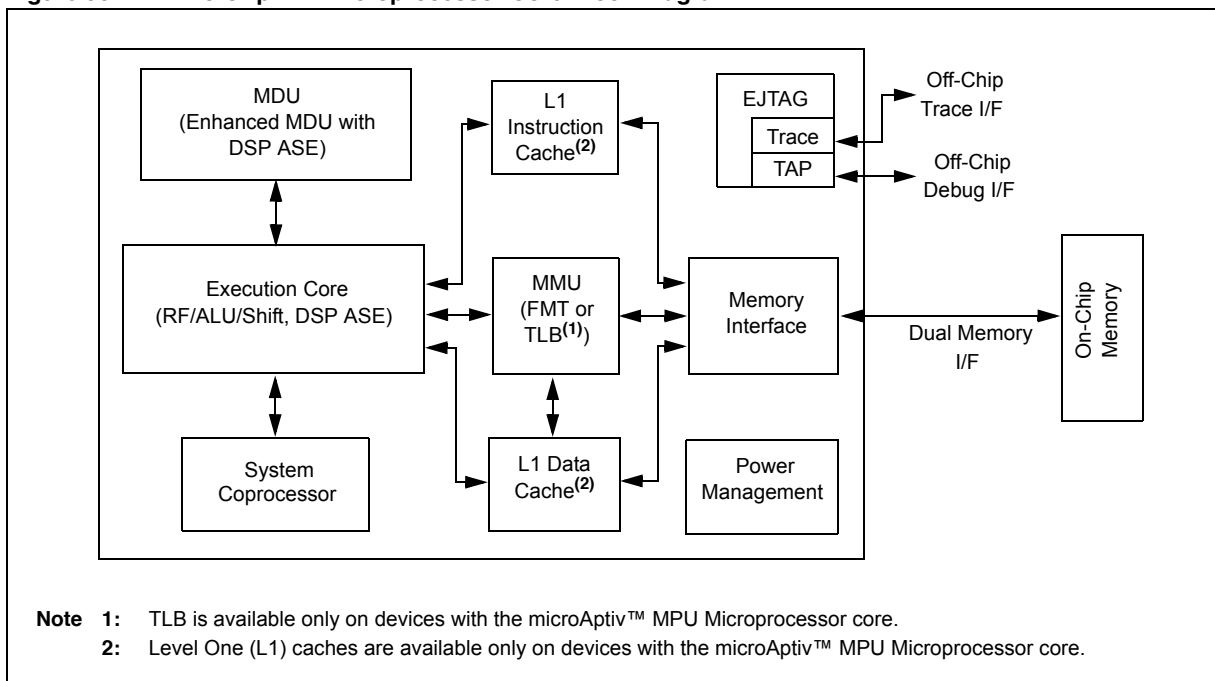 MDU
(Enhanced MDU with
DSP ASE)
L1
Instruction
Cache(2)
EJTAG
Trace
TAP
Off-Chip
Trace I/F
Off-Chip
Debug I/F
Execution Core
(RF/ALU/Shift, DSP ASE)
MMU
(FMT or
TLB(1))
Memory
Interface
Dual Memory
I/F
On-Chip
Memory
System
Coprocessor
L1 Data
Cache(2)
Power
Management
Note 1: TLB is available only on devices with the microAptiv™ MPU Microprocessor core.
2: Level One (L1) caches are available only on devices with the microAptiv™ MPU Microprocessor core.